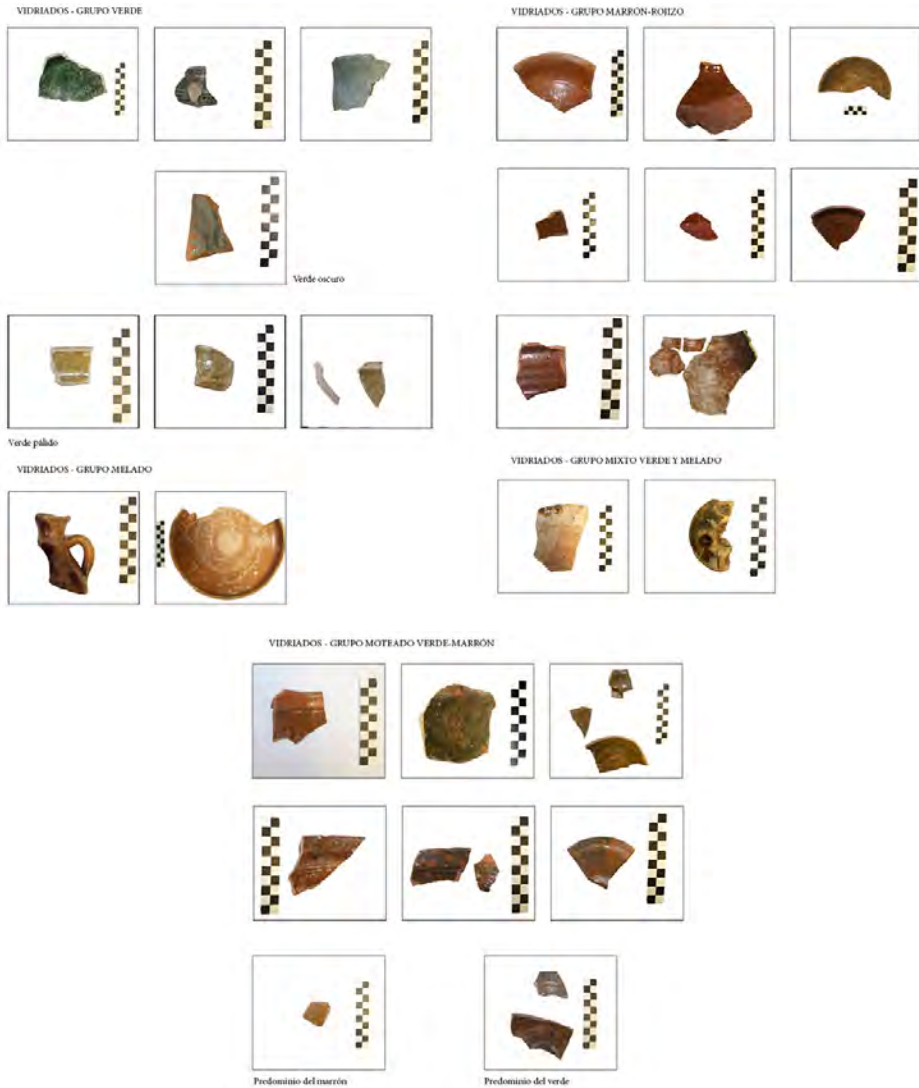 VIDRIADOS - GRUPO VERDE
VIDRIADOS - GRUPO MARRÓN-ROJIZO
Verde oscuro
Verde pálido
VIDRIADOS - GRUPO MELADO
VIDRIADOS - GRUPO MIXTO VERDE Y MELADO
VIDRIADOS - GRUPO MOTEADO VERDE-MARRÓN
Predominio del marrón
Predominio del verde